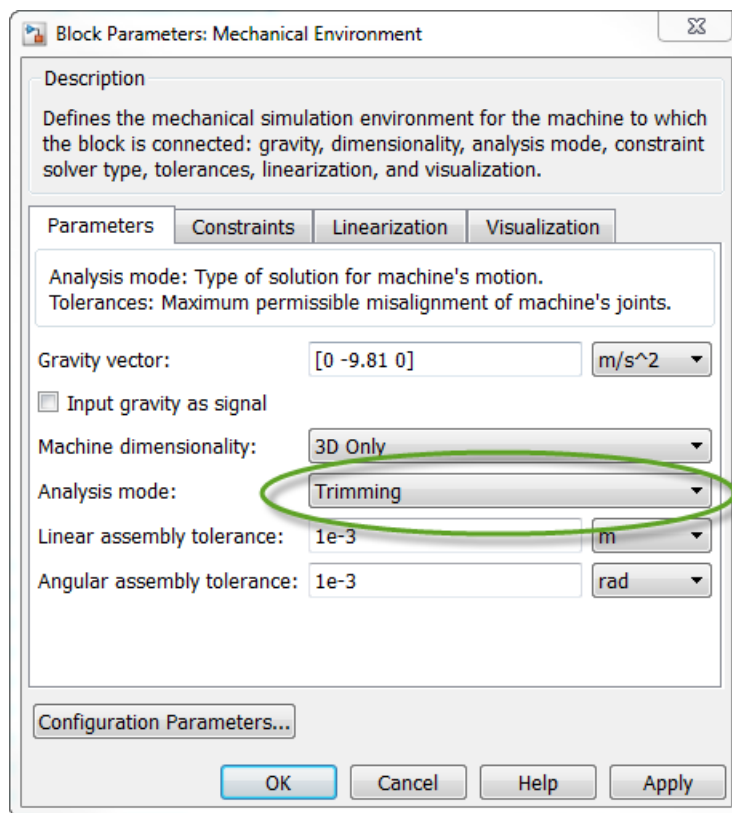 Block Parameters: Mechanical Environment
Description
Defines the mechanical simulation environment for the machine to which
the block is connected: gravity, dimensionality, analysis mode, constraint
solver type, tolerances, linearization, and visualization.
Parameters Constraints Linearization Visualization
Analysis mode: Type of solution for machine's motion.
Tolerances: Maximum permissible misalignment of machine's joints.
Gravity vector: [0 -9.81 0] m/s^2
Input gravity as signal
Machine dimensionality: 3D Only
Analysis mode: Trimming
Linear assembly tolerance: 1e-3 m
Angular assembly tolerance: 1e-3 rad
Configuration Parameters...
OK Cancel Help Apply